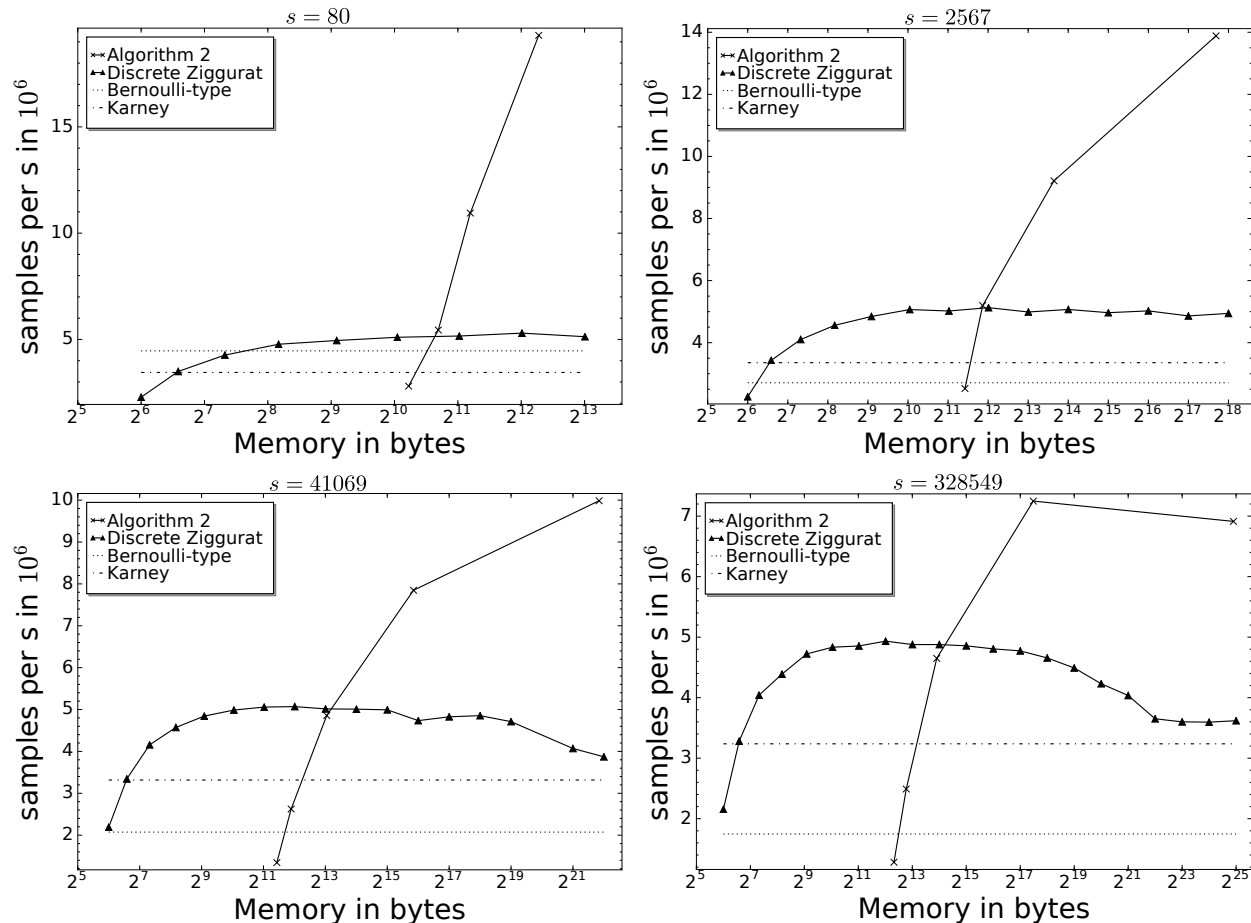 s = 80
Algorithm 2
Discrete Ziggurat
Bernoulli-type
Karney
samples per s in 10^6
15
10
5
2^5 2^6 2^7 2^8 2^9 2^10 2^11 2^12 2^13
Memory in bytes
s = 2567
Algorithm 2
Discrete Ziggurat
Bernoulli-type
Karney
samples per s in 10^6
14
12
10
8
6
4
2^5 2^6 2^7 2^8 2^9 2^10 2^11 2^12 2^13 2^14 2^15 2^16 2^17 2^18
Memory in bytes
s = 41069
Algorithm 2
Discrete Ziggurat
Bernoulli-type
Karney
samples per s in 10^6
10
9
8
7
6
5
4
3
2
2^5 2^7 2^9 2^11 2^13 2^15 2^17 2^19 2^21
Memory in bytes
s = 328549
Algorithm 2
Discrete Ziggurat
Bernoulli-type
Karney
samples per s in 10^6
7
6
5
4
3
2
2^5 2^7 2^9 2^11 2^13 2^15 2^17 2^19 2^21 2^23 2^25
Memory in bytes